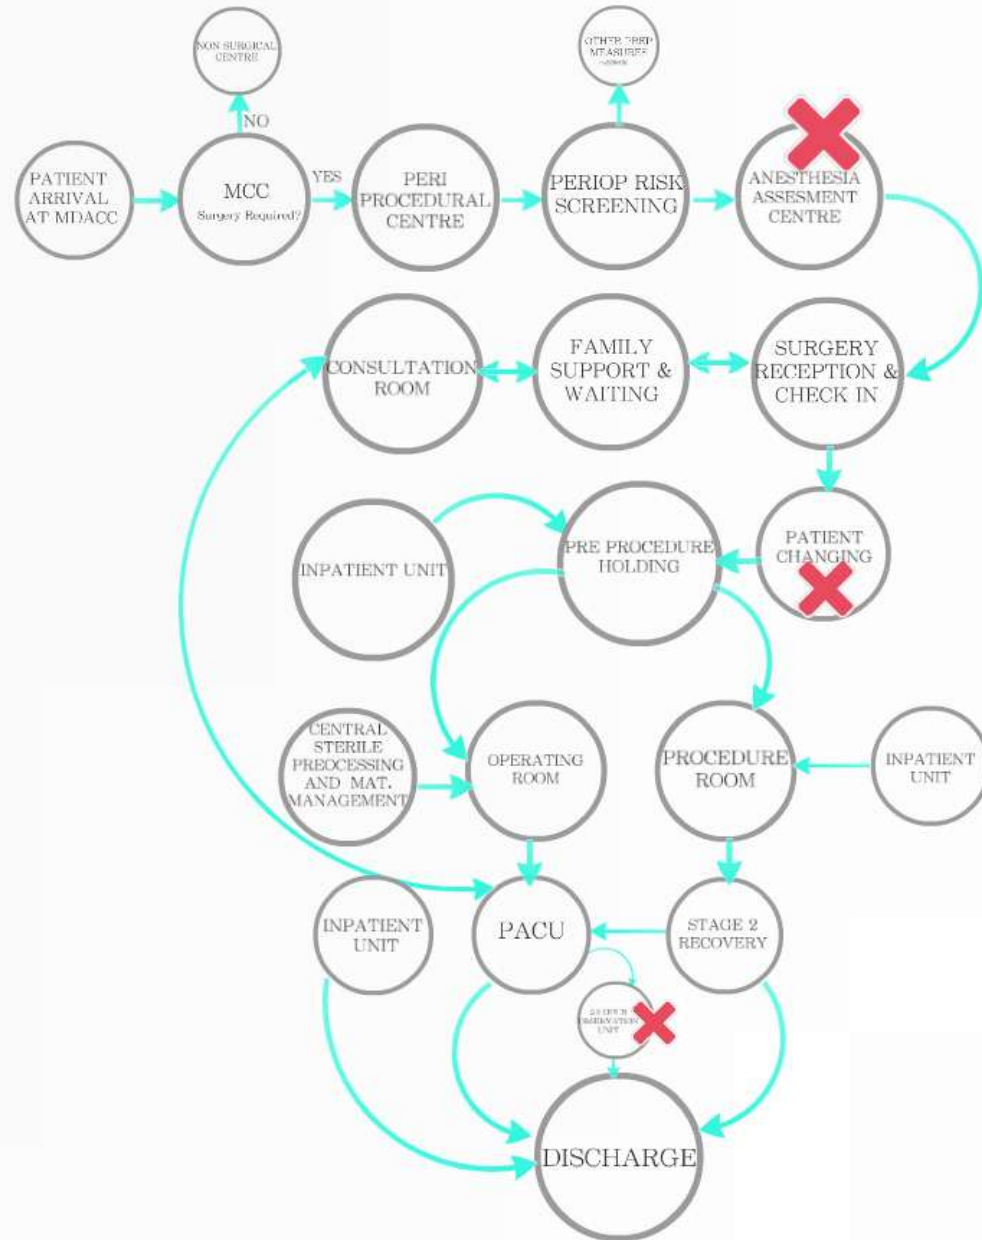 NON SURGICAL
CENTRE
OTHER PREP
MEASURES
NO
PATIENT
ARRIVAL
AT MDACC
MCC
Surgery Required?
YES
PERI
PROCEDURAL
CENTRE
PERIOP RISK
SCREENING
ANESTHESIA
ASSESMENT
CENTRE
CONSULTATION
ROOM
FAMILY
SUPPORT &
WAITING
SURGERY
RECEPTION &
CHECK IN
INPATIENT UNIT
PRE PROCEDURE
HOLDING
PATIENT
CHANGING
CENTRAL
STERILE
PREOCESSING
AND MAT.
MANAGEMENT
OPERATING
ROOM
PROCEDURE
ROOM
INPATIENT
UNIT
INPATIENT
UNIT
PACU
STAGE 2
RECOVERY
OBSERVATION
UNIT
DISCHARGE